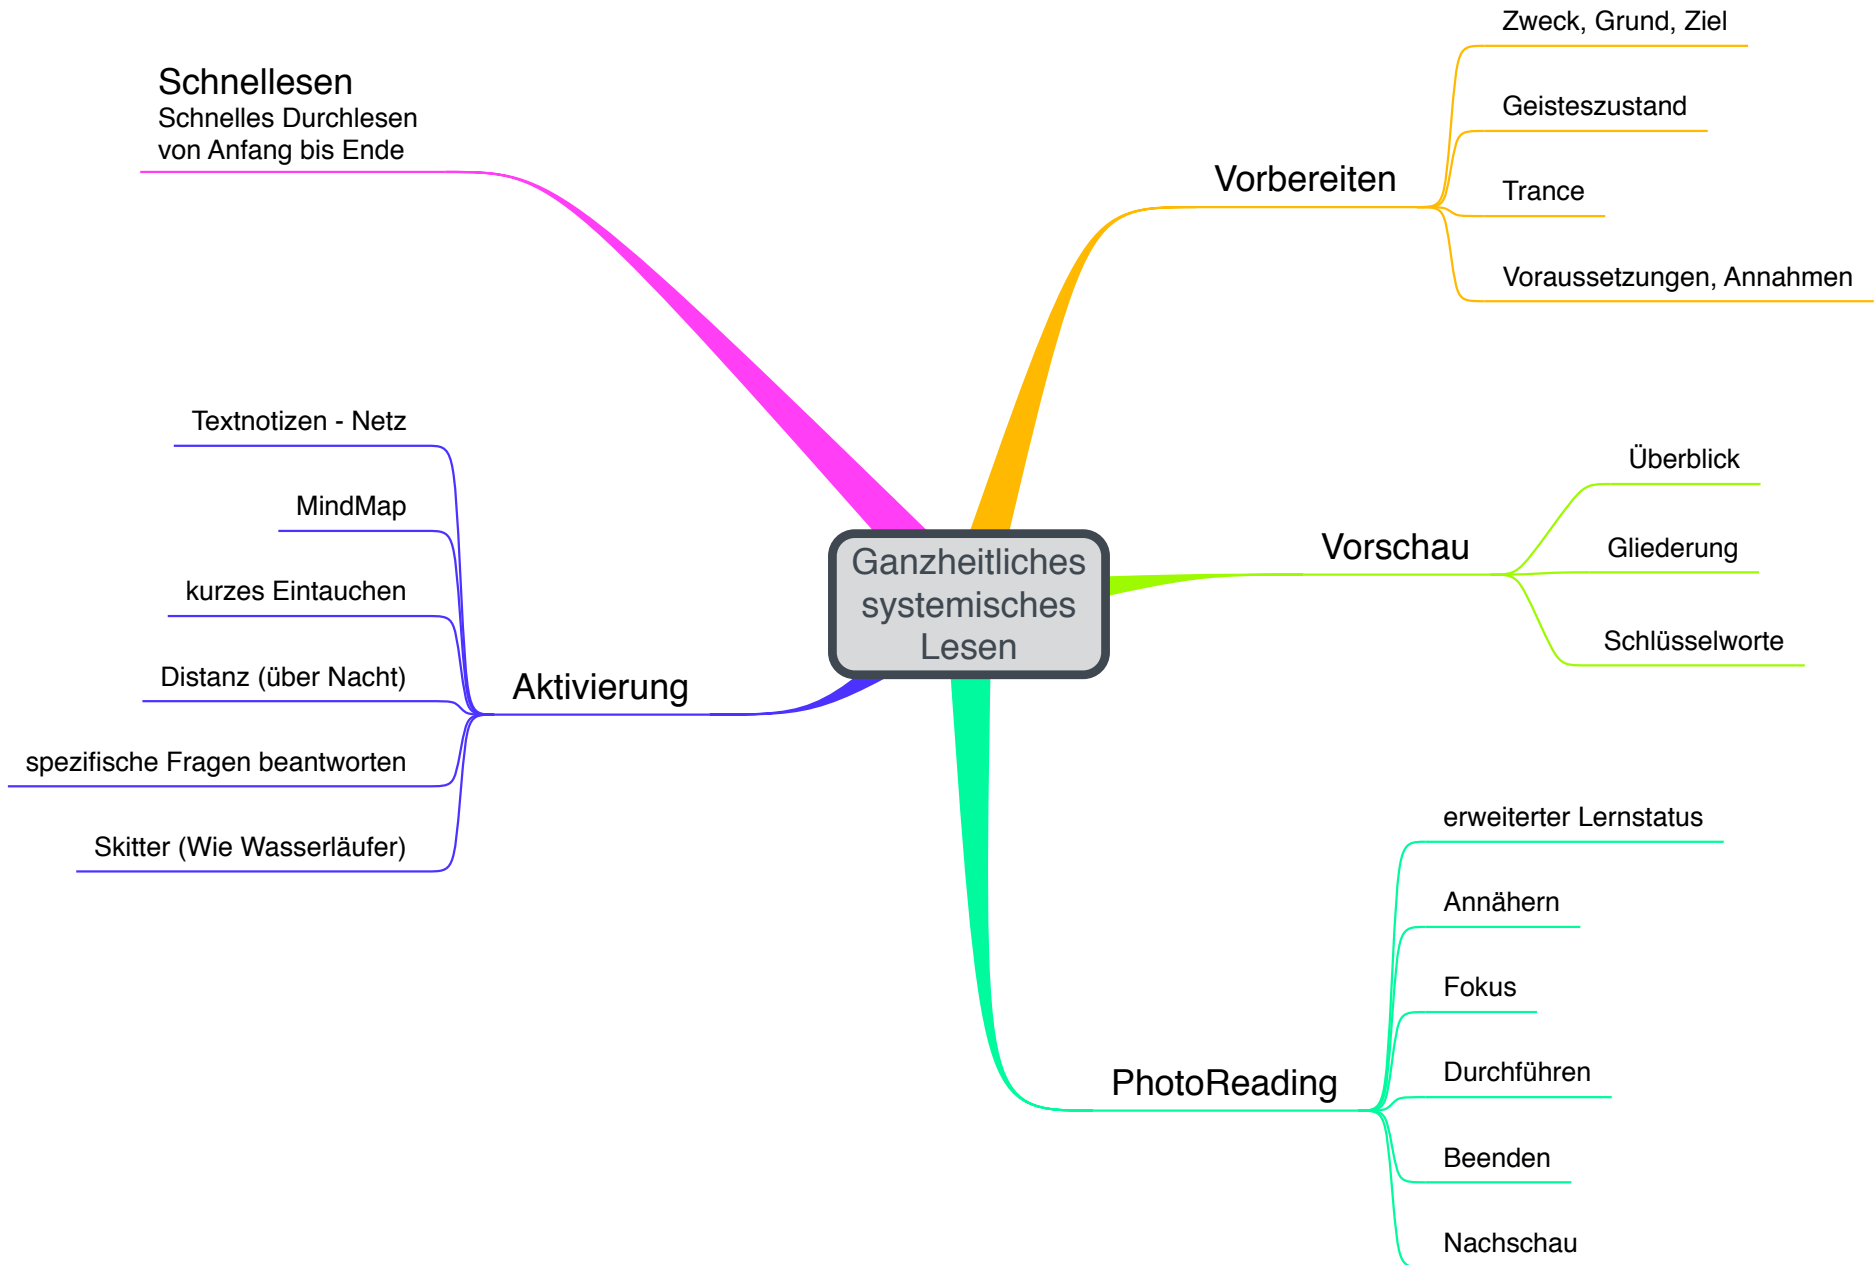 Ganzheitliches
systemisches
Lesen
Vorbereiten
Zweck, Grund, Ziel
Geisteszustand
Trance
Voraussetzungen, Annahmen
Vorschau
Überblick
Gliederung
Schlüsselworte
PhotoReading
erweiterter Lernstatus
Annähern
Fokus
Durchführen
Beenden
Nachschau
Aktivierung
Textnotizen - Netz
MindMap
kurzes Eintauchen
Distanz (über Nacht)
spezifische Fragen beantworten
Skitter (Wie Wasserläufer)
Schnellesen
Schnelles Durchlesen
von Anfang bis Ende